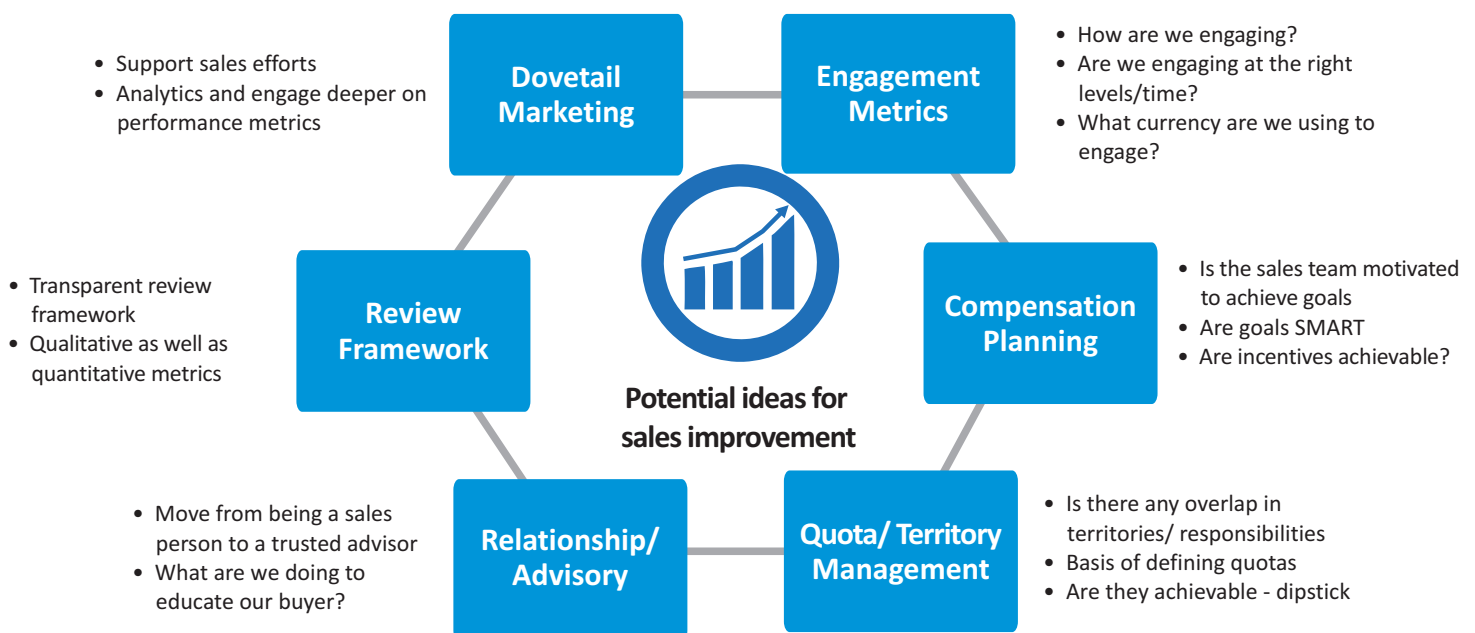 Dovetail
Marketing
• Support sales efforts
• Analytics and engage deeper on
performance metrics
Engagement
Metrics
• How are we engaging?
• Are we engaging at the right
levels/time?
• What currency are we using to
engage?
Compensation
Planning
• Is the sales team motivated
to achieve goals
• Are goals SMART
• Are incentives achievable?
Quota/ Territory
Management
• Is there any overlap in
territories/ responsibilities
• Basis of defining quotas
• Are they achievable - dipstick
Relationship/
Advisory
• Move from being a sales
person to a trusted advisor
• What are we doing to
educate our buyer?
Review
Framework
• Transparent review
framework
• Qualitative as well as
quantitative metrics
Potential ideas for
sales improvement